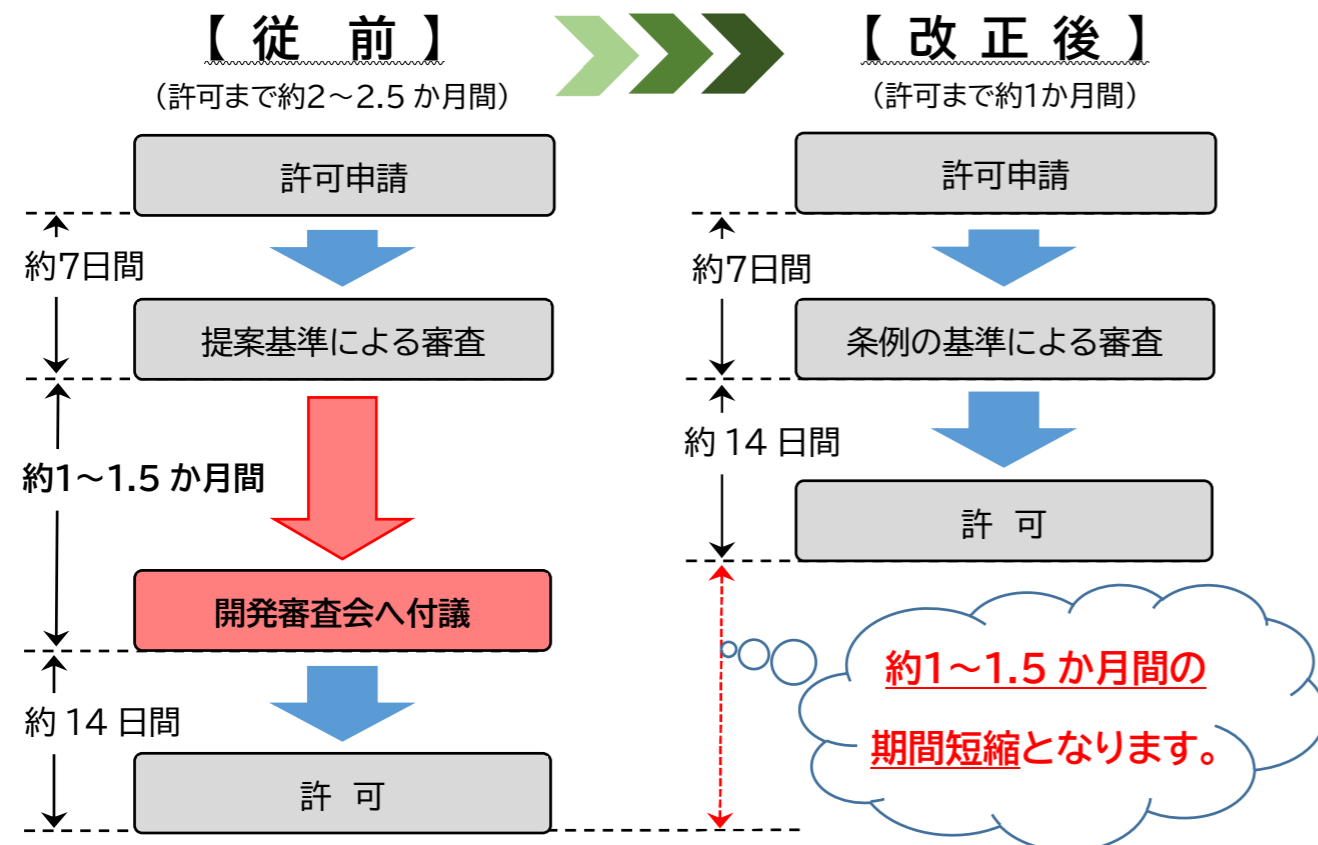 【 従 前 】
(許可まで約2～2.5 か月間)
許可申請
約7日間
提案基準による審査
約1～1.5 か月間
開発審査会へ付議
約 14 日間
許 可
【 改 正 後 】
(許可まで約1か月間)
許可申請
約7日間
条例の基準による審査
約 14 日間
許 可
約1～1.5 か月間の
期間短縮となります。